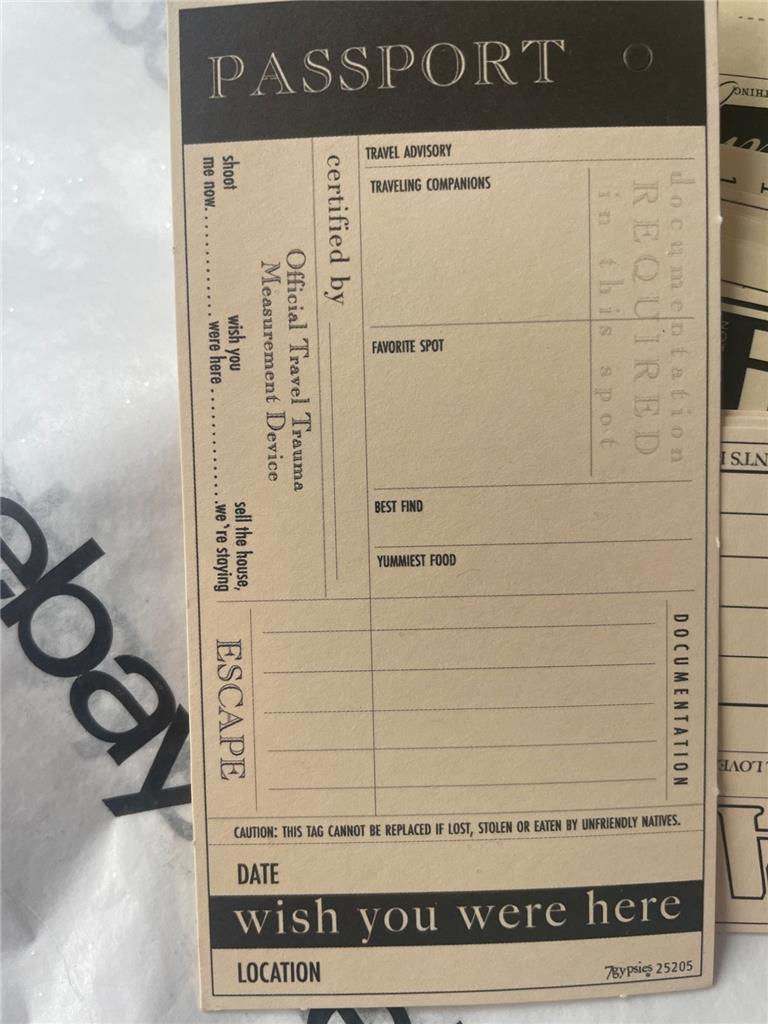 PASSPORT
TRAVEL ADVISORY
TRAVELING COMPANIONS
documentation
REQUIRED
in this spot
FAVORITE SPOT
BEST FIND
YUMMIEST FOOD
certified by
Official Travel Trauma
Measurement Device
shoot
me now
wish you
were here
sell the house,
we're staying
ESCAPE
DOCUMENTATION
CAUTION: THIS TAG CANNOT BE REPLACED IF LOST, STOLEN OR EATEN BY UNFRIENDLY NATIVES.
DATE
wish you were here
LOCATION
7gypsies 25205
ebay